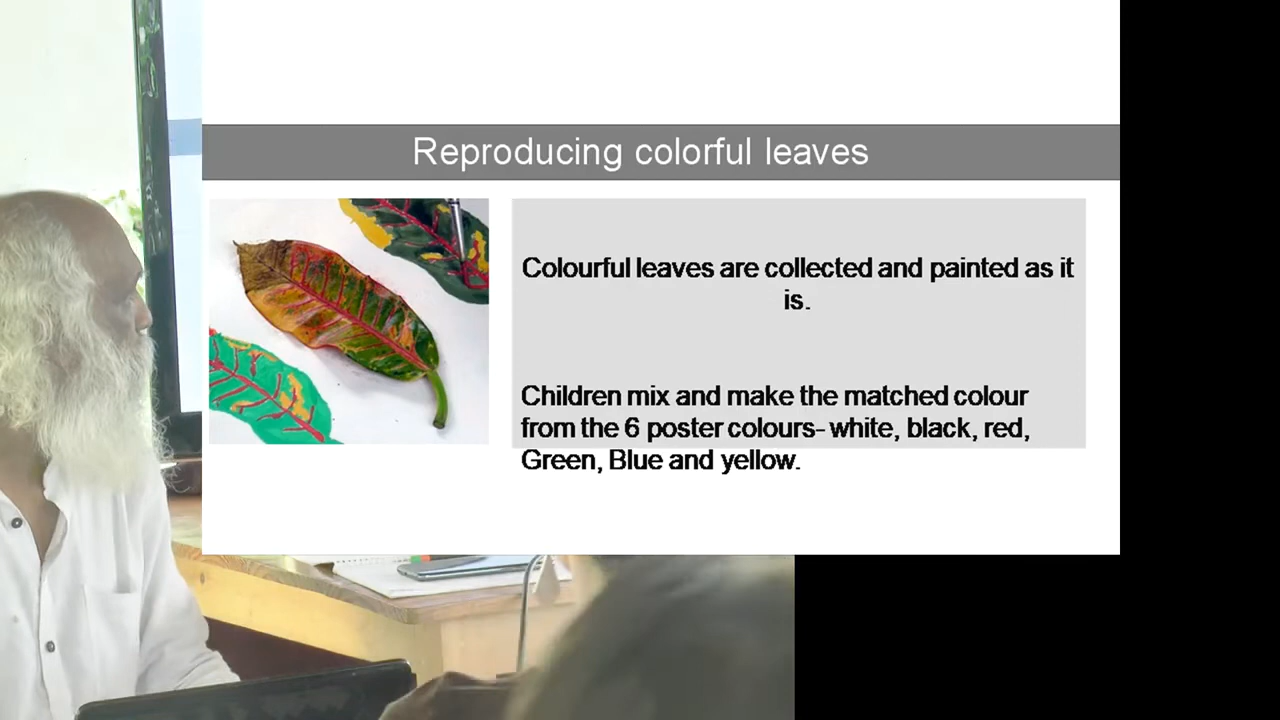 Reproducing colorful leaves
Colourful leaves are collected and painted as it
is.
Children mix and make the matched colour
from the 6 poster colours- white, black, red,
Green, Blue and yellow.